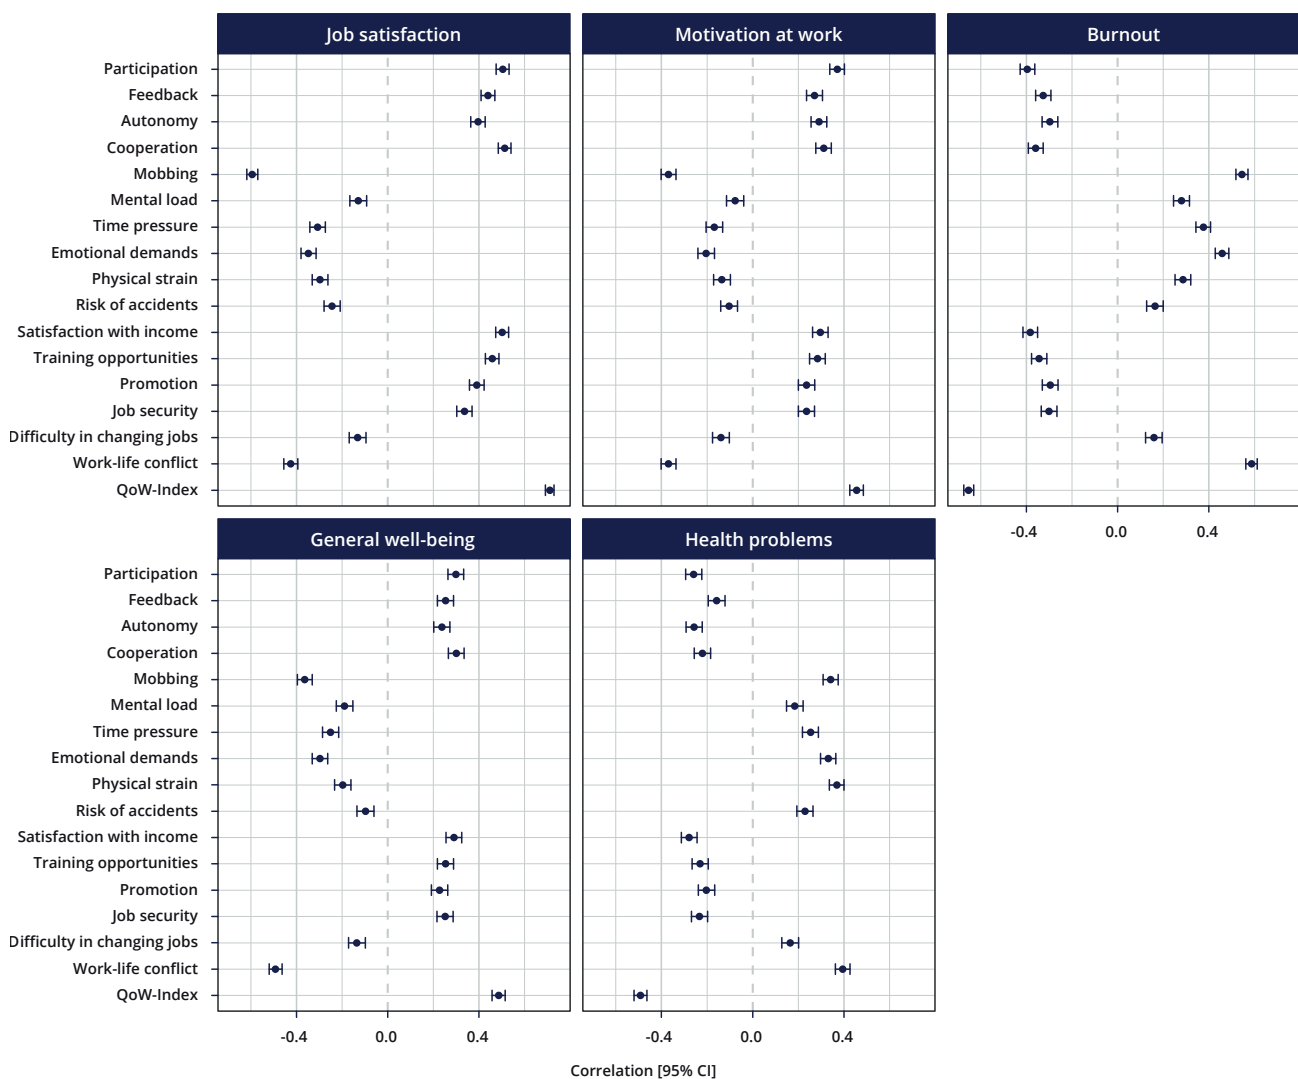 Job satisfaction
Motivation at work
Burnout
Participation
Feedback
Autonomy
Cooperation
Mobbing
Mental load
Time pressure
Emotional demands
Physical strain
Risk of accidents
Satisfaction with income
Training opportunities
Promotion
Job security
Difficulty in changing jobs
Work-life conflict
QoW-Index
-0.4 0.0 0.4
General well-being
Health problems
Participation
Feedback
Autonomy
Cooperation
Mobbing
Mental load
Time pressure
Emotional demands
Physical strain
Risk of accidents
Satisfaction with income
Training opportunities
Promotion
Job security
Difficulty in changing jobs
Work-life conflict
QoW-Index
-0.4 0.0 0.4
-0.4 0.0 0.4
Correlation [95% CI]